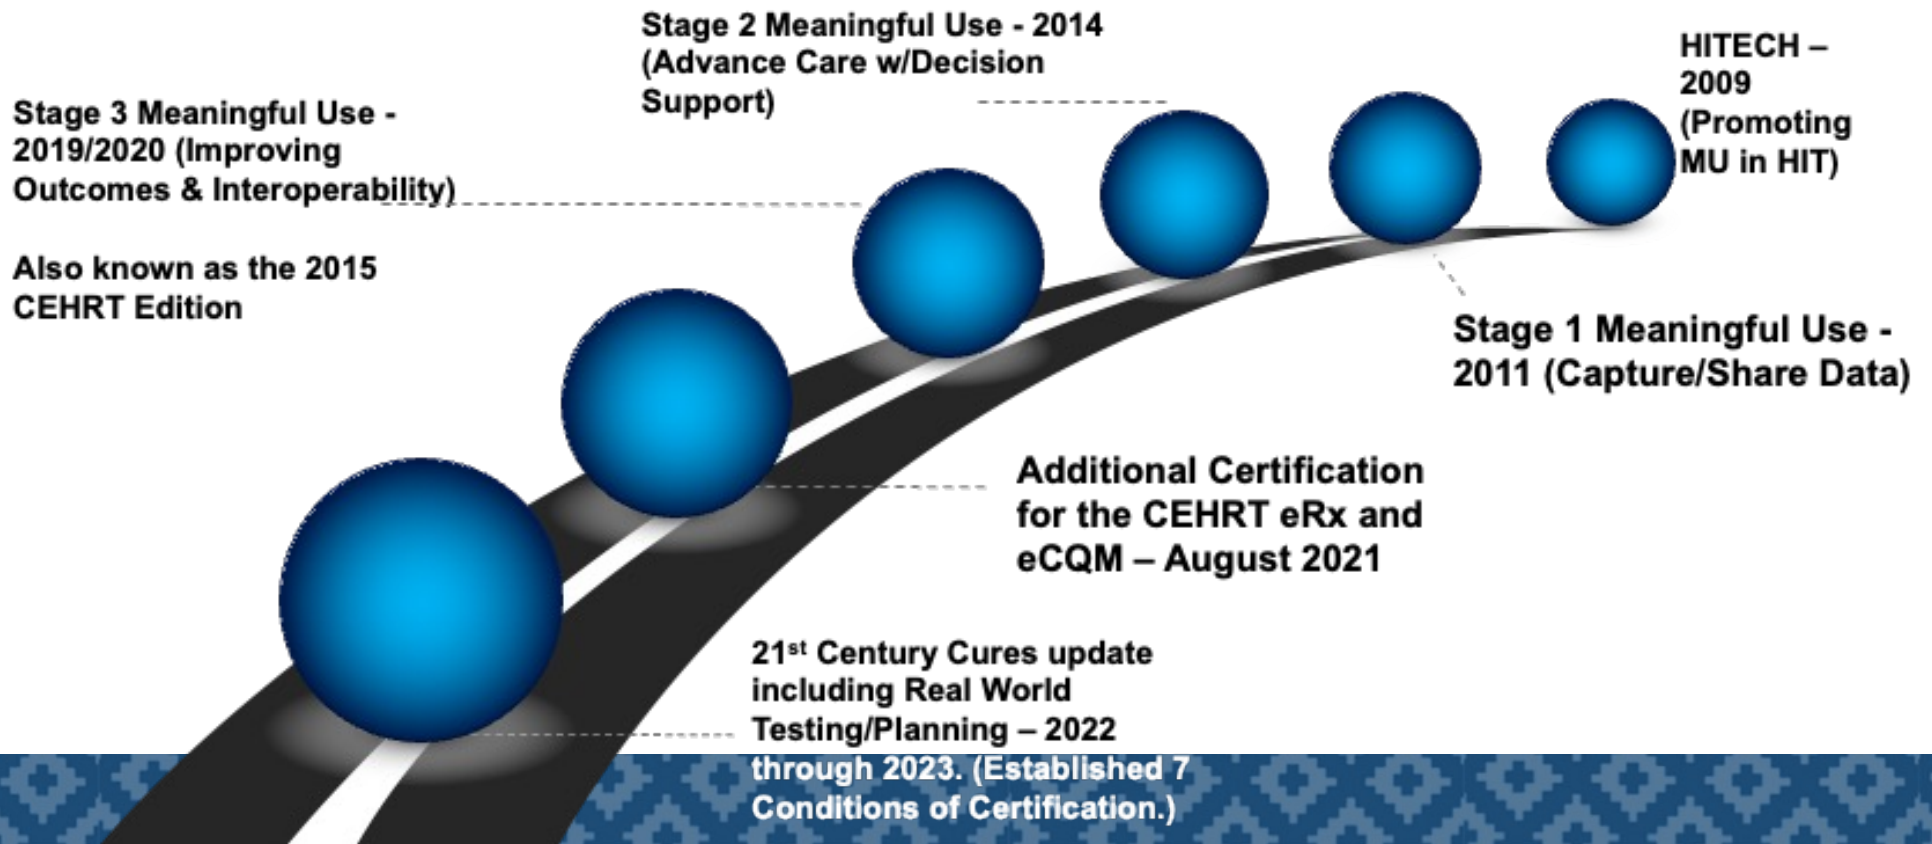 Stage 2 Meaningful Use - 2014
(Advance Care w/Decision
Support)
HITECH –
2009
(Promoting
MU in HIT)
Stage 3 Meaningful Use -
2019/2020 (Improving
Outcomes & Interoperability)
Also known as the 2015
CEHRT Edition
Stage 1 Meaningful Use -
2011 (Capture/Share Data)
Additional Certification
for the CEHRT eRx and
eCQM – August 2021
21st Century Cures update
including Real World
Testing/Planning – 2022
through 2023. (Established 7
Conditions of Certification.)